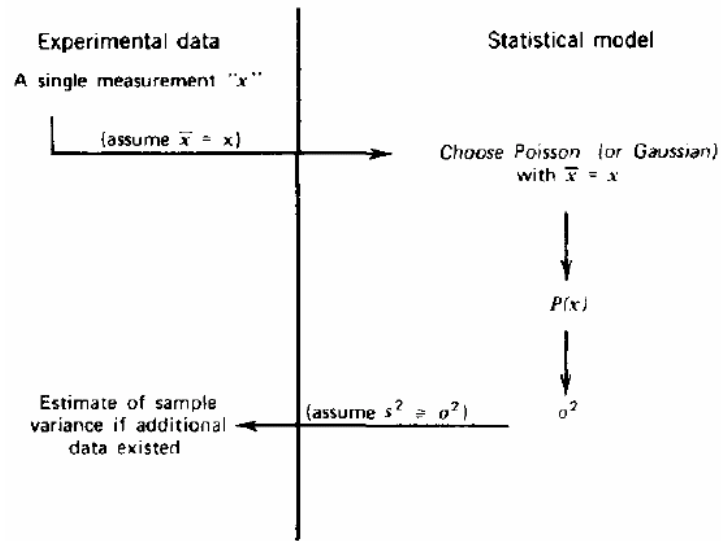 Experimental data
A single measurement "x"
(assume x̅ = x)
Statistical model
Choose Poisson (or Gaussian)
with x̅ = x
P(x)
σ²
(assume s² ≅ σ²)
Estimate of sample
variance if additional
data existed